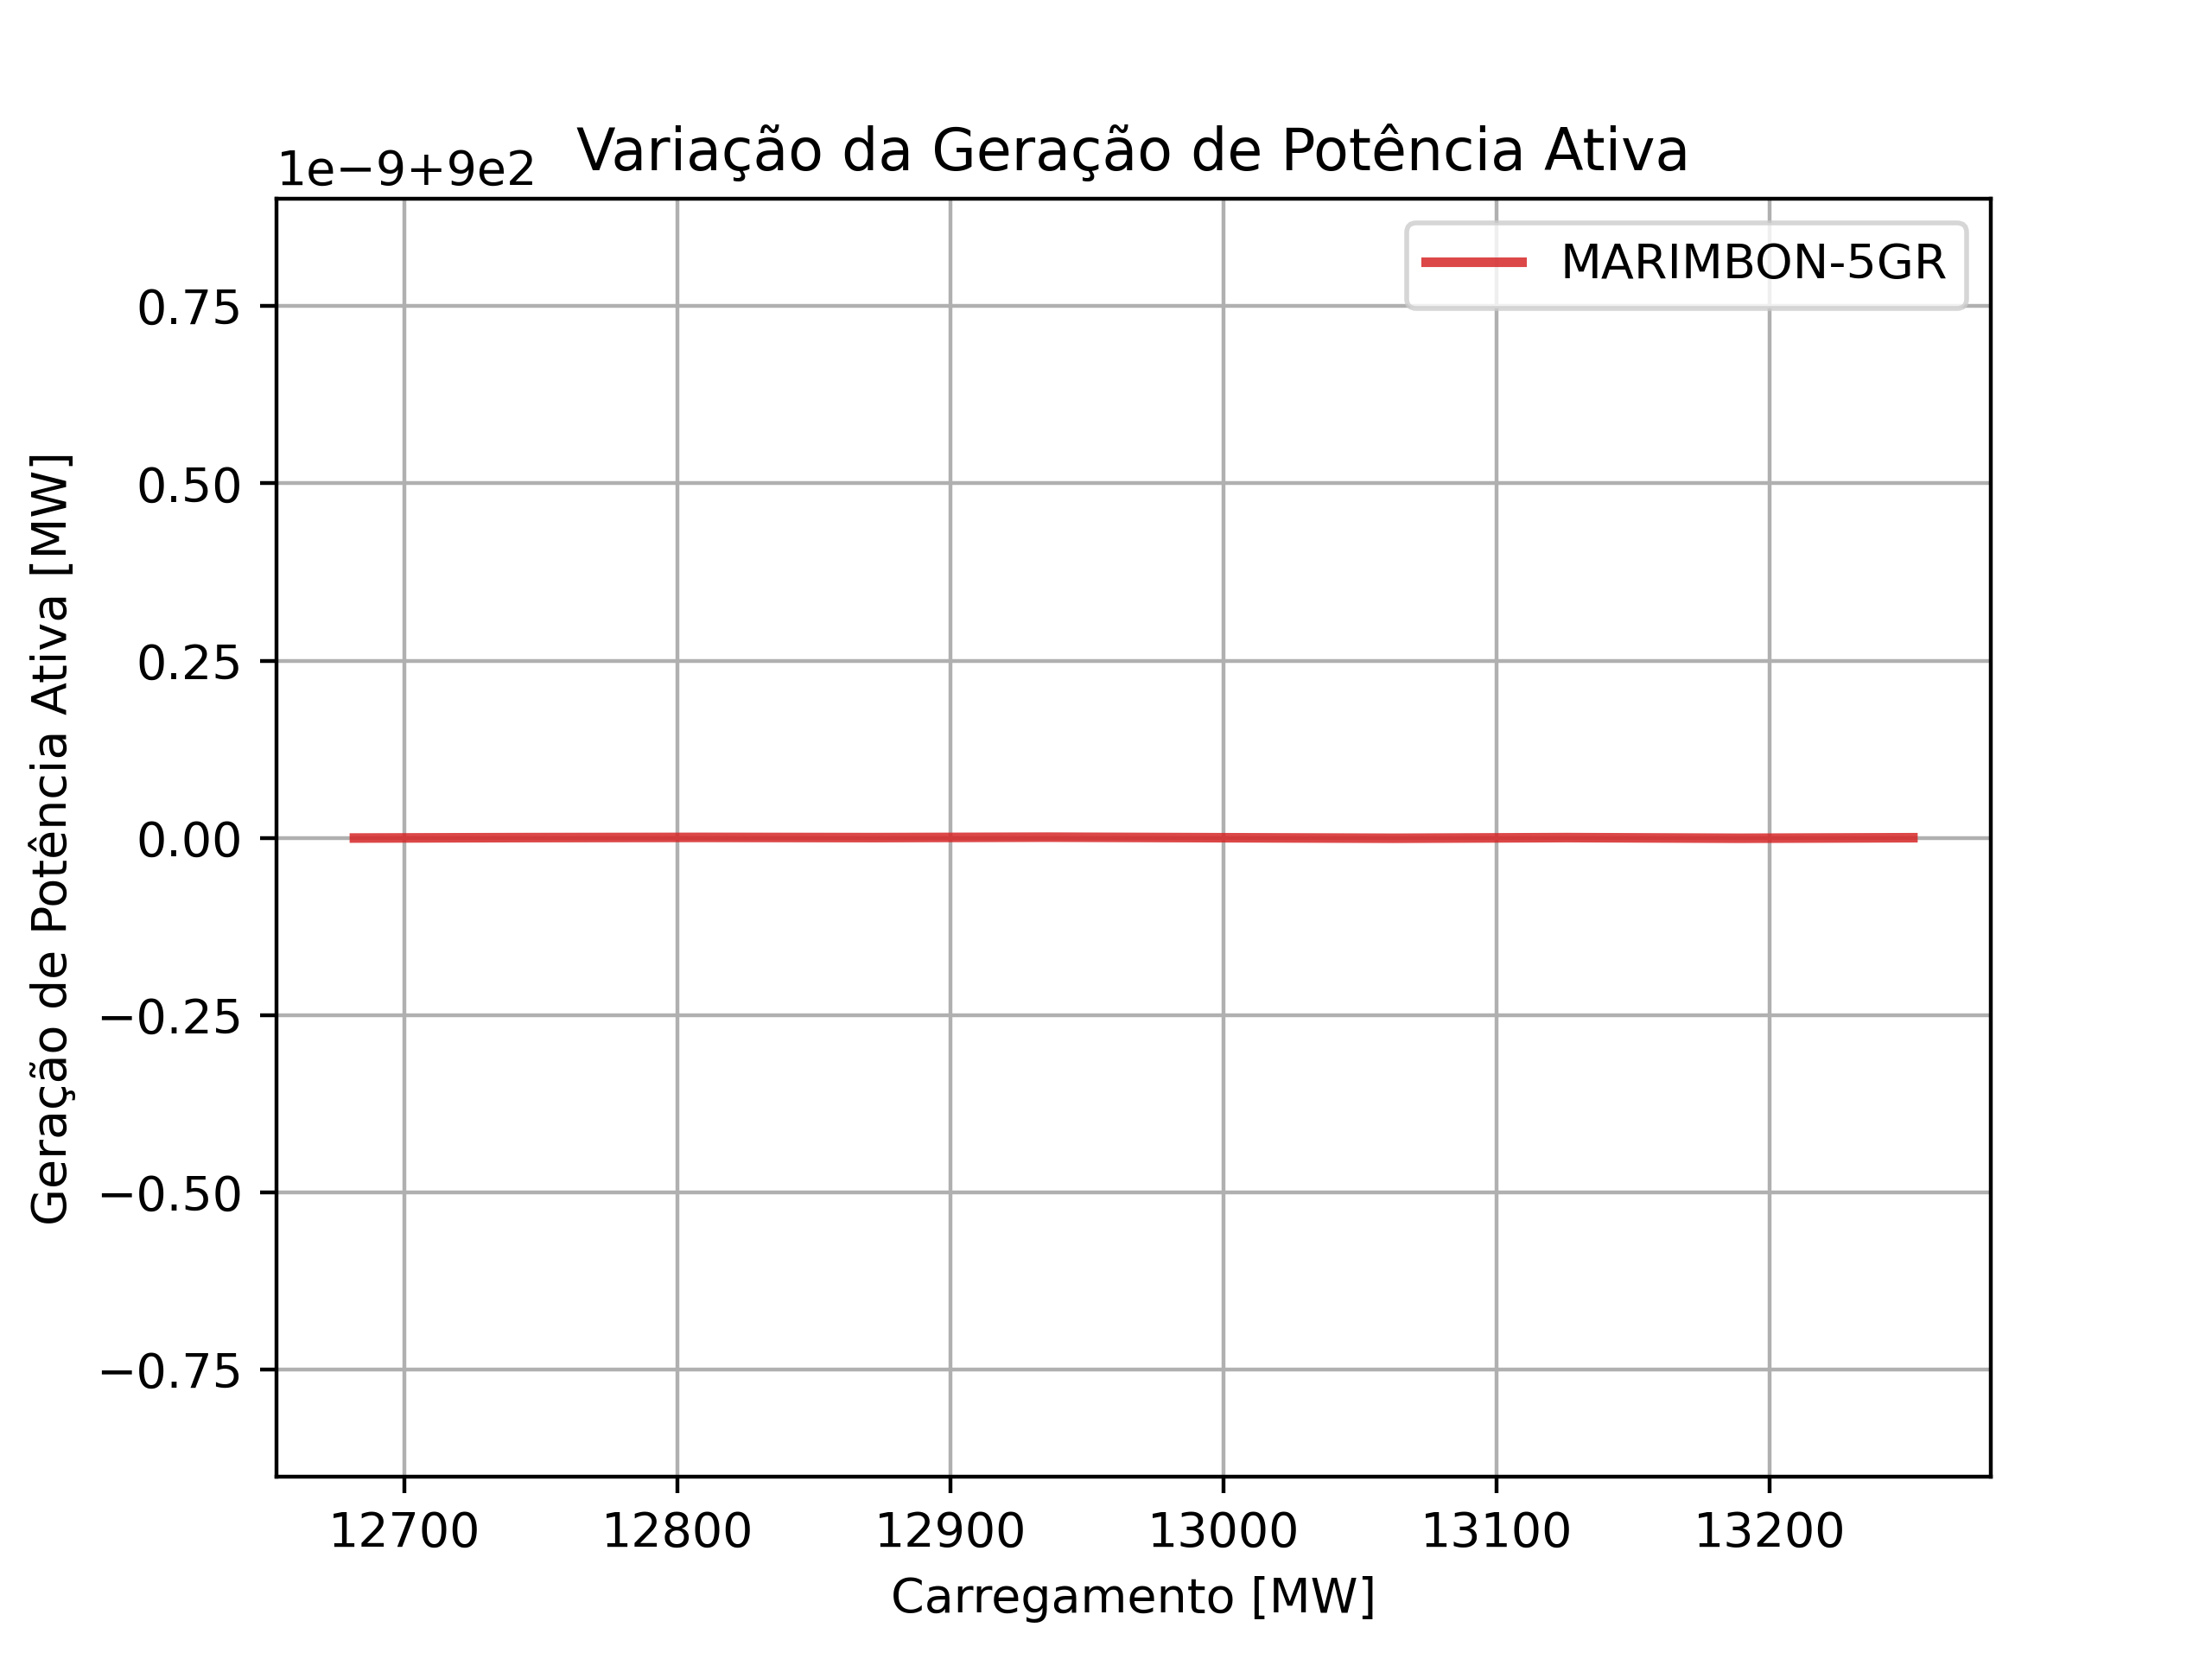 Variação da Geração de Potência Ativa
1e−9+9e2
MARIMBON-5GR
Geração de Potência Ativa [MW]
0.75
0.50
0.25
0.00
−0.25
−0.50
−0.75
12700 12800 12900 13000 13100 13200
Carregamento [MW]